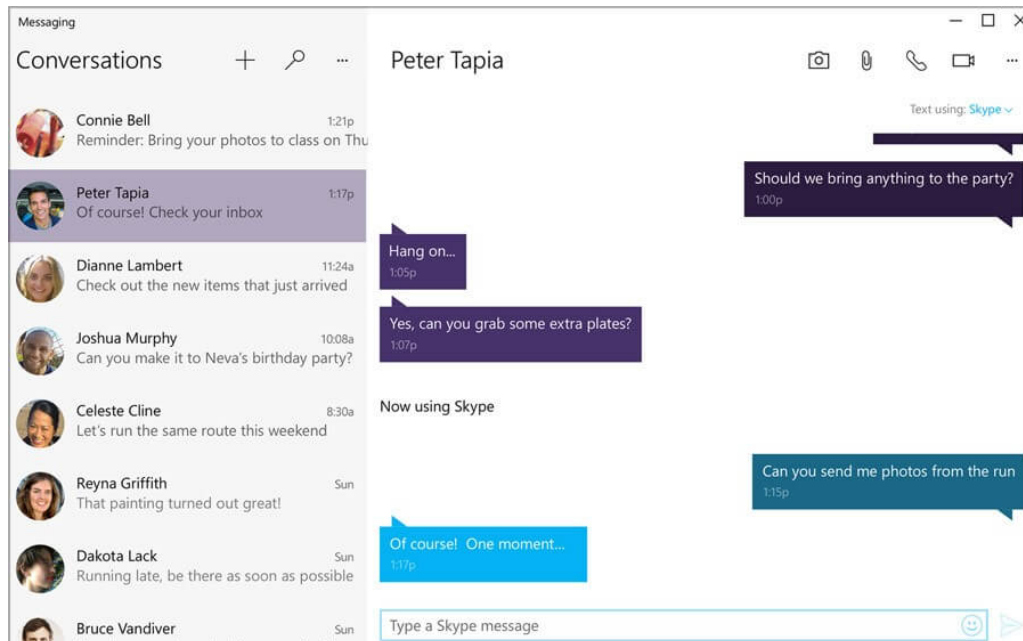 Messaging
Conversations
Connie Bell 1:21p
Reminder: Bring your photos to class on Thu
Peter Tapia 1:17p
Of course! Check your inbox
Dianne Lambert 11:24a
Check out the new items that just arrived
Joshua Murphy 10:08a
Can you make it to Neva's birthday party?
Celeste Cline 8:30a
Let's run the same route this weekend
Reyna Griffith Sun
That painting turned out great!
Dakota Lack Sun
Running late, be there as soon as possible
Bruce Vandiver Sun
Peter Tapia
Text using: Skype
Should we bring anything to the party?
1:00p
Hang on...
1:05p
Yes, can you grab some extra plates?
1:07p
Now using Skype
Can you send me photos from the run
1:15p
Of course! One moment...
1:17p
Type a Skype message